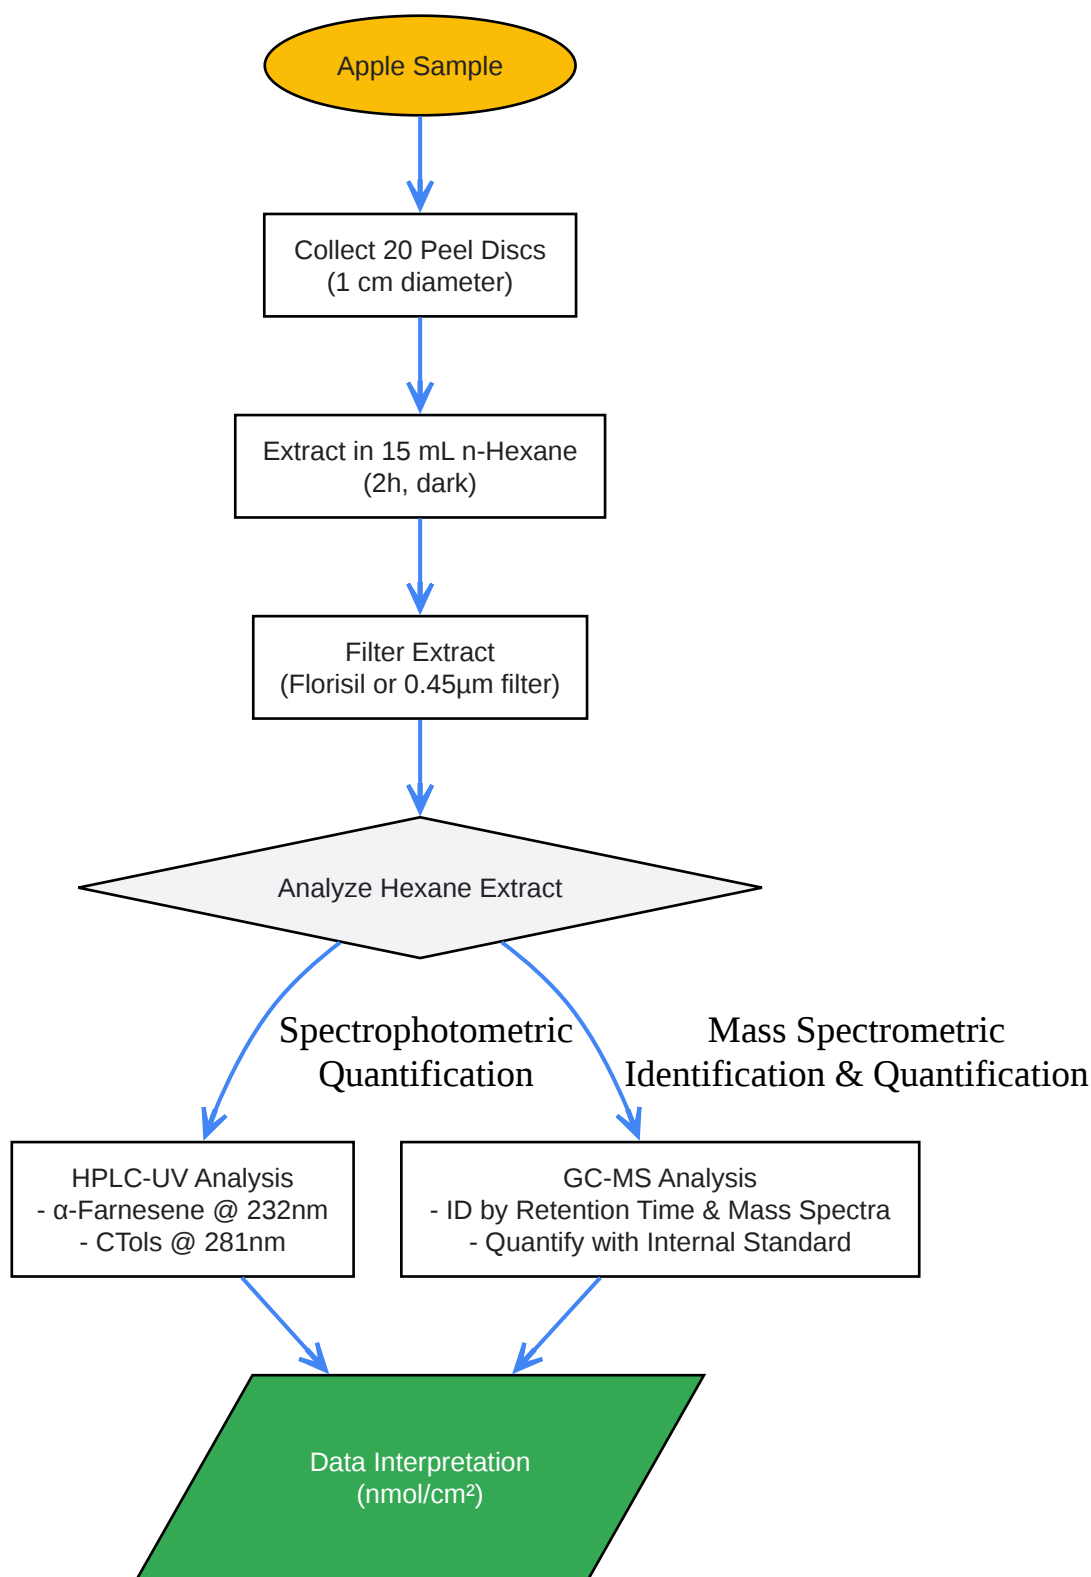 Apple Sample
Collect 20 Peel Discs
(1 cm diameter)
Extract in 15 mL n-Hexane
(2h, dark)
Filter Extract
(Florisil or 0.45µm filter)
Analyze Hexane Extract
Spectrophotometric
Quantification
Mass Spectrometric
Identification & Quantification
HPLC-UV Analysis
- α-Farnesene @ 232nm
- CTols @ 281nm
GC-MS Analysis
- ID by Retention Time & Mass Spectra
- Quantify with Internal Standard
Data Interpretation
(nmol/cm²)